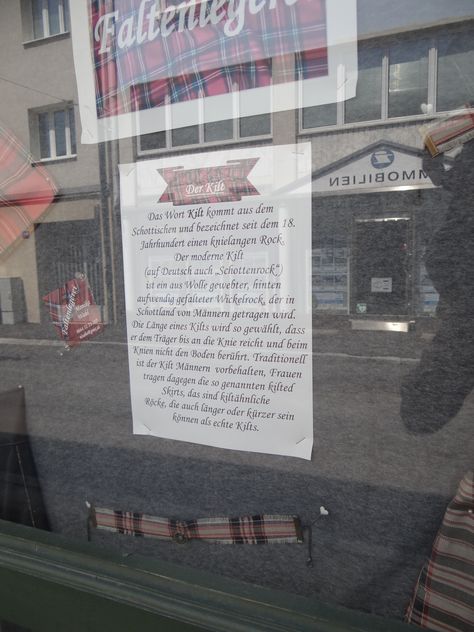 Faltenleger
Der Kilt
Das Wort Kilt kommt aus dem
Schottischen und bezeichnet seit dem 18.
Jahrhundert einen knielangen Rock.
Der moderne Kilt
(auf Deutsch auch „Schottenrock“)
ist ein aus Wolle gewebter, hinten
aufwendig gefalteter Wickelrock, der in
Schottland von Männern getragen wird.
Die Länge eines Kilts wird so gewählt, dass
er dem Träger bis an die Knie reicht und beim
Knien nicht den Boden berührt. Traditionell
ist der Kilt Männern vorbehalten, Frauen
tragen dagegen die so genannten kilted
Skirts, das sind kiltähnliche
Röcke, die auch länger oder kürzer sein
können als echte Kilts.
IMMOBILIEN